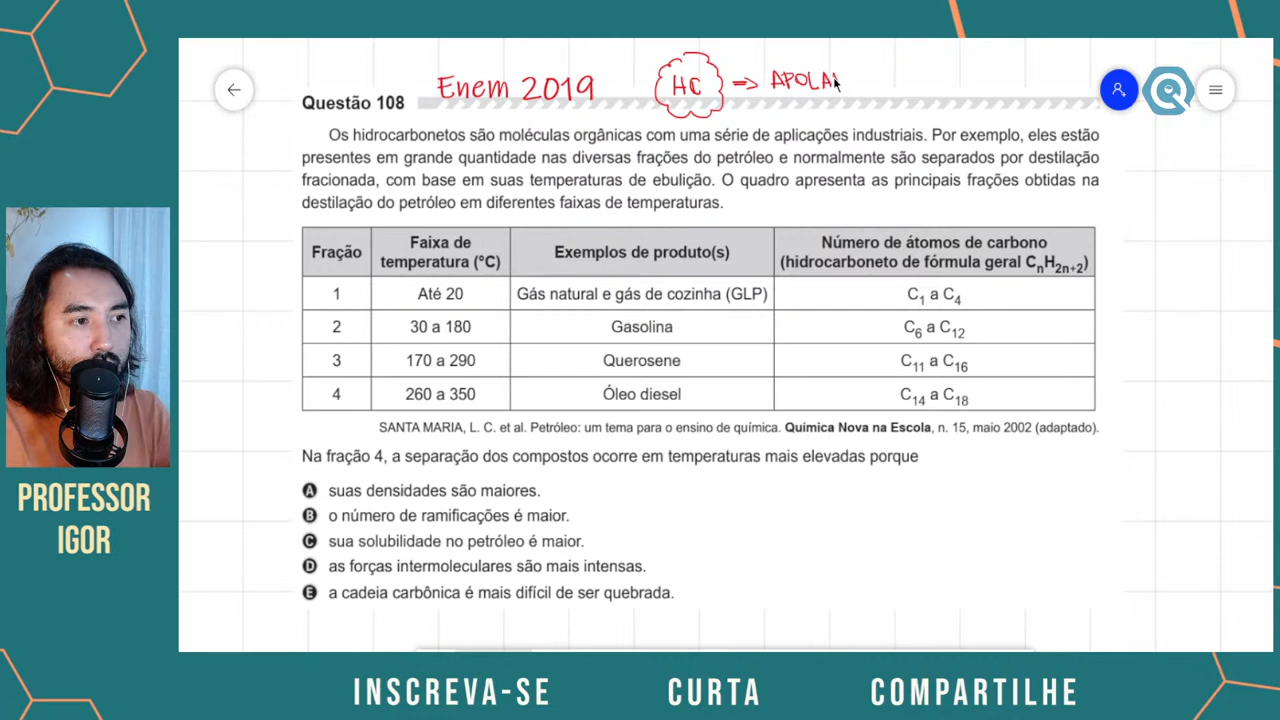 Enem 2019
HC ⇒ APOLA
Questão 108
Os hidrocarbonetos são moléculas orgânicas com uma série de aplicações industriais. Por exemplo, eles estão
presentes em grande quantidade nas diversas frações do petróleo e normalmente são separados por destilação
fracionada, com base em suas temperaturas de ebulição. O quadro apresenta as principais frações obtidas na
destilação do petróleo em diferentes faixas de temperaturas.
Fração | Faixa de temperatura (°C) | Exemplos de produto(s) | Número de átomos de carbono (hidrocarboneto de fórmula geral CnH2n+2)
1 | Até 20 | Gás natural e gás de cozinha (GLP) | C1 a C4
2 | 30 a 180 | Gasolina | C6 a C12
3 | 170 a 290 | Querosene | C11 a C16
4 | 260 a 350 | Óleo diesel | C14 a C18
SANTA MARIA, L. C. et al. Petróleo: um tema para o ensino de química. Química Nova na Escola, n. 15, maio 2002 (adaptado).
Na fração 4, a separação dos compostos ocorre em temperaturas mais elevadas porque
A suas densidades são maiores.
B o número de ramificações é maior.
C sua solubilidade no petróleo é maior.
D as forças intermoleculares são mais intensas.
E a cadeia carbônica é mais difícil de ser quebrada.
PROFESSOR
IGOR
INSCREVA-SE CURTA COMPARTILHE